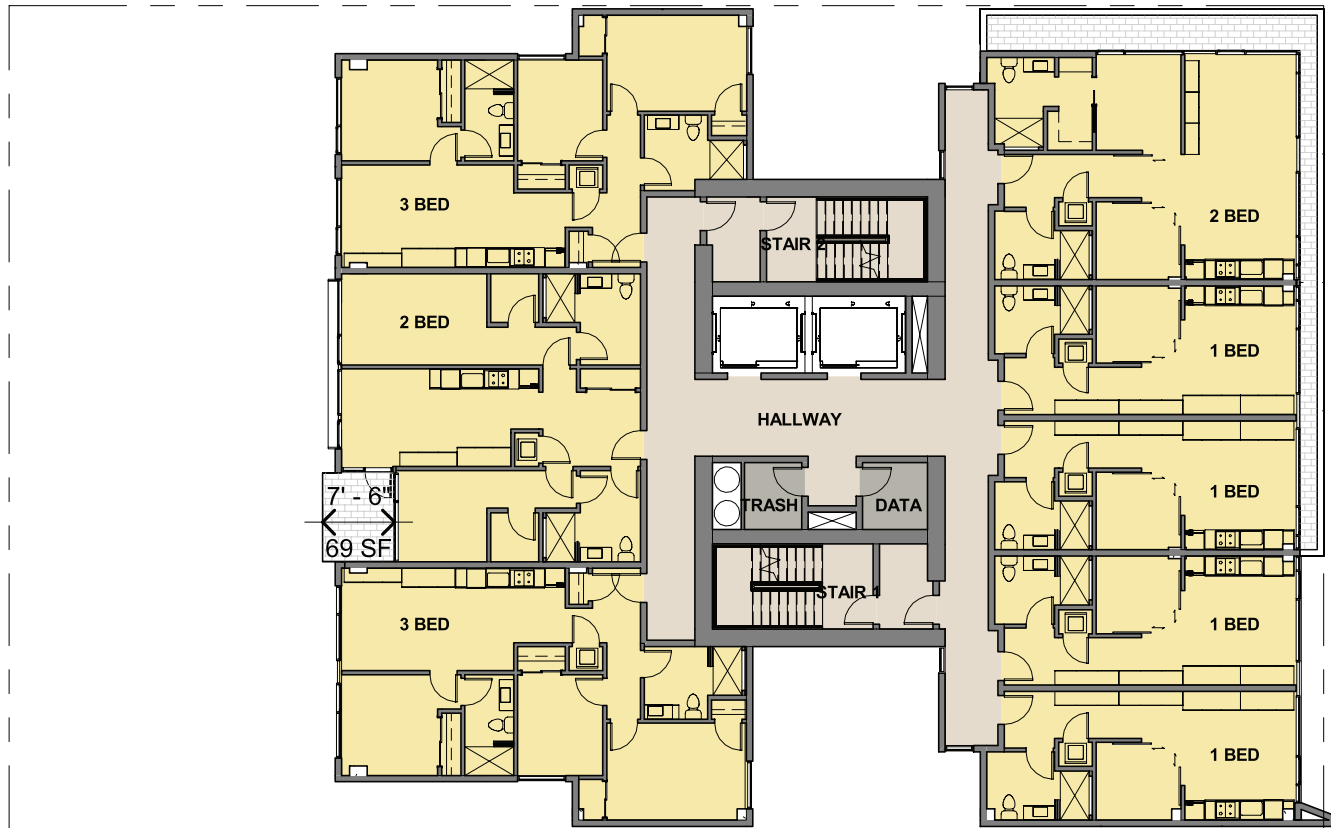 3 BED
2 BED
STAIR 2
2 BED
1 BED
HALLWAY
1 BED
TRASH
DATA
7' - 6"
69 SF
STAIR 1
3 BED
1 BED
1 BED